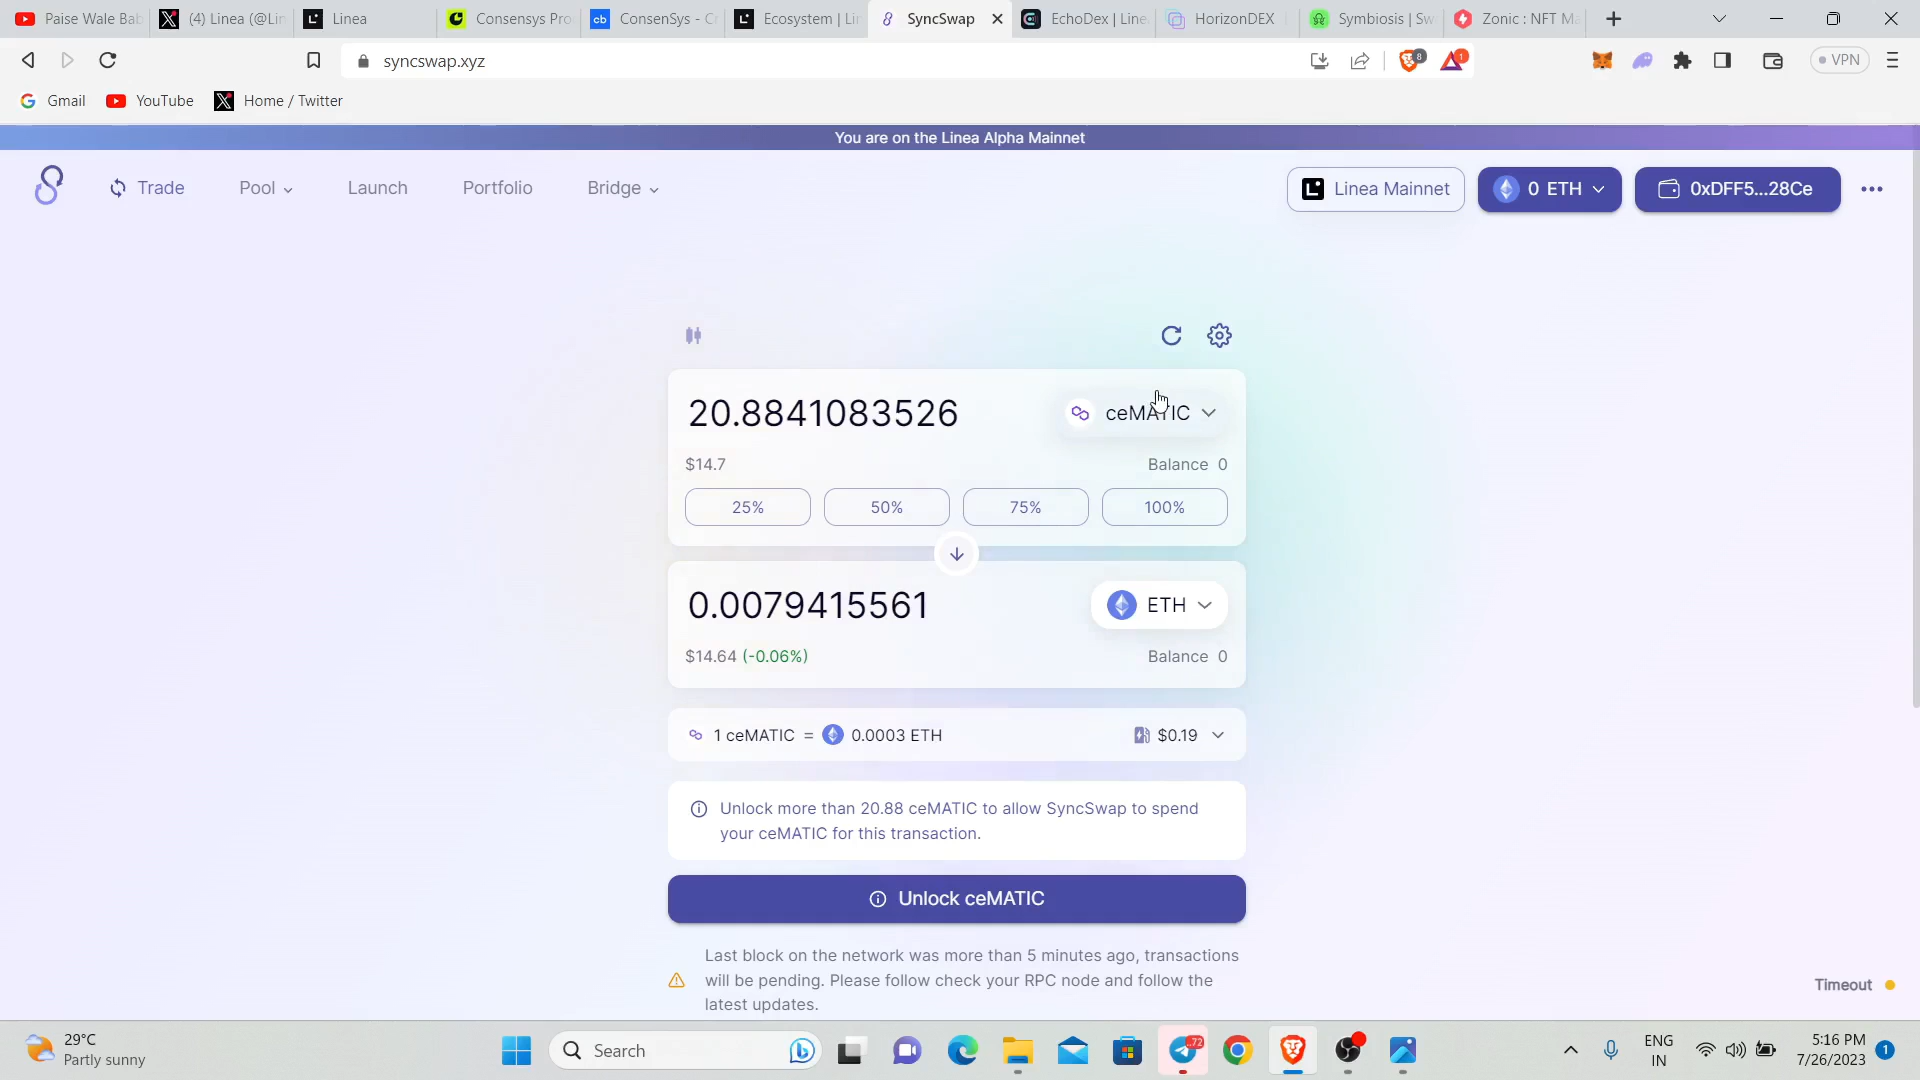 Paise Wale Bab
(4) Linea (@Lin
Linea
Consensys Pro
ConsenSys - Co
Ecosystem | Lin
SyncSwap
EchoDex | Line
HorizonDEX
Symbiosis | Sw
Zonic : NFT Ma
syncswap.xyz
8
1
VPN
Gmail
YouTube
Home / Twitter
You are on the Linea Alpha Mainnet
Trade
Pool
Launch
Portfolio
Bridge
Linea Mainnet
0 ETH
0xDFF5...28Ce
20.8841083526
ceMATIC
$14.7
Balance 0
25%
50%
75%
100%
0.0079415561
ETH
$14.64 (-0.06%)
Balance 0
1 ceMATIC = 0.0003 ETH
$0.19
Unlock more than 20.88 ceMATIC to allow SyncSwap to spend
your ceMATIC for this transaction.
Unlock ceMATIC
Last block on the network was more than 5 minutes ago, transactions
will be pending. Please follow check your RPC node and follow the
latest updates.
Timeout
29°C
Partly sunny
Search
72
ENG
IN
5:16 PM
7/26/2023
1